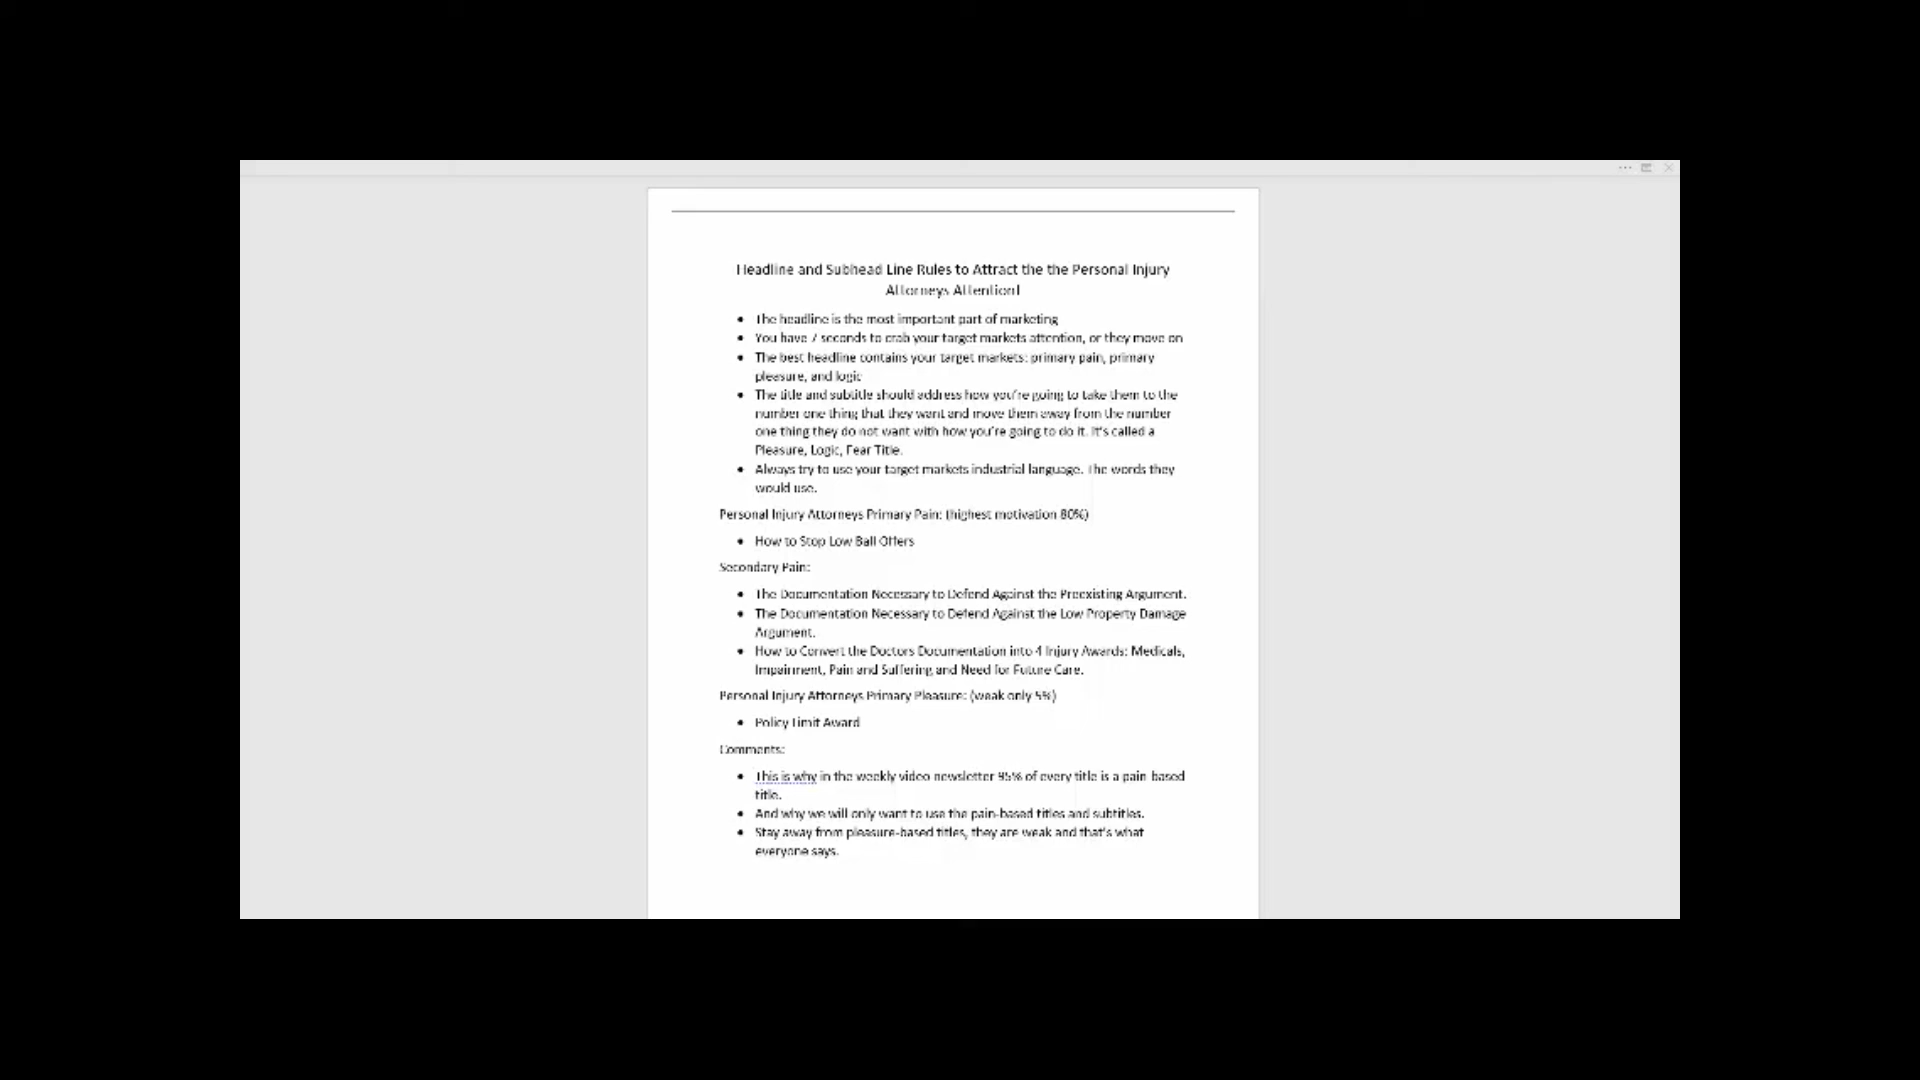 Headline and Subhead Line Rules to Attract the the Personal Injury
Attorneys Attention!
• The headline is the most important part of marketing
• You have 7 seconds to crab your target markets attention, or they move on
• The best headline contains your target markets: primary pain, primary
pleasure, and logic
• The title and subtitle should address how you're going to take them to the
number one thing that they want and move them away from the number
one thing they do not want with how you're going to do it. It's called a
Pleasure, Logic, Fear Title.
• Always try to use your target markets industrial language. The words they
would use.
Personal Injury Attorneys Primary Pain: (highest motivation 80%)
• How to Stop Low Ball Offers
Secondary Pain:
• The Documentation Necessary to Defend Against the Preexisting Argument.
• The Documentation Necessary to Defend Against the Low Property Damage
Argument.
• How to Convert the Doctors Documentation into 4 Injury Awards: Medicals,
Impairment, Pain and Suffering and Need for Future Care.
Personal Injury Attorneys Primary Pleasure: (weak only 5%)
• Policy Limit Award
Comments:
• This is why in the weekly video newsletter 95% of every title is a pain based
title.
• And why we will only want to use the pain-based titles and subtitles.
• Stay away from pleasure-based titles, they are weak and that's what
everyone says.